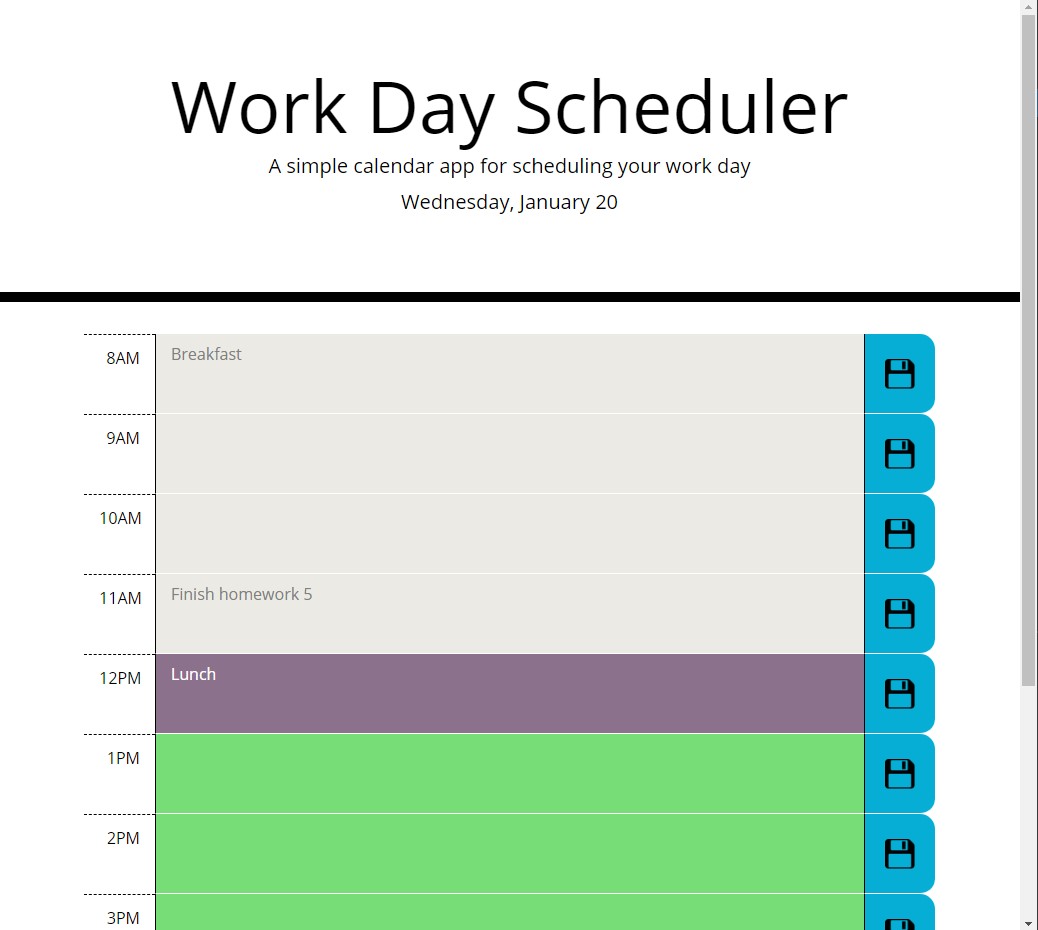 Work Day Scheduler
A simple calendar app for scheduling your work day
Wednesday, January 20
8AM Breakfast
9AM
10AM
11AM Finish homework 5
12PM Lunch
1PM
2PM
3PM